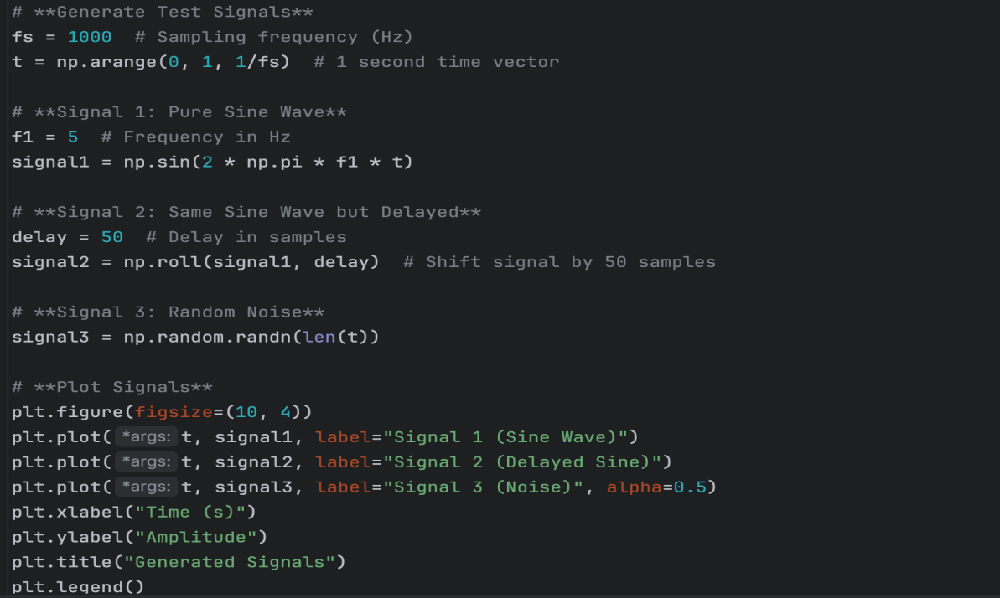 # **Generate Test Signals**
fs = 1000  # Sampling frequency (Hz)
t = np.arange(0, 1, 1/fs)  # 1 second time vector

# **Signal 1: Pure Sine Wave**
f1 = 5  # Frequency in Hz
signal1 = np.sin(2 * np.pi * f1 * t)

# **Signal 2: Same Sine Wave but Delayed**
delay = 50  # Delay in samples
signal2 = np.roll(signal1, delay)  # Shift signal by 50 samples

# **Signal 3: Random Noise**
signal3 = np.random.randn(len(t))

# **Plot Signals**
plt.figure(figsize=(10, 4))
plt.plot( *args: t, signal1, label="Signal 1 (Sine Wave)")
plt.plot( *args: t, signal2, label="Signal 2 (Delayed Sine)")
plt.plot( *args: t, signal3, label="Signal 3 (Noise)", alpha=0.5)
plt.xlabel("Time (s)")
plt.ylabel("Amplitude")
plt.title("Generated Signals")
plt.legend()